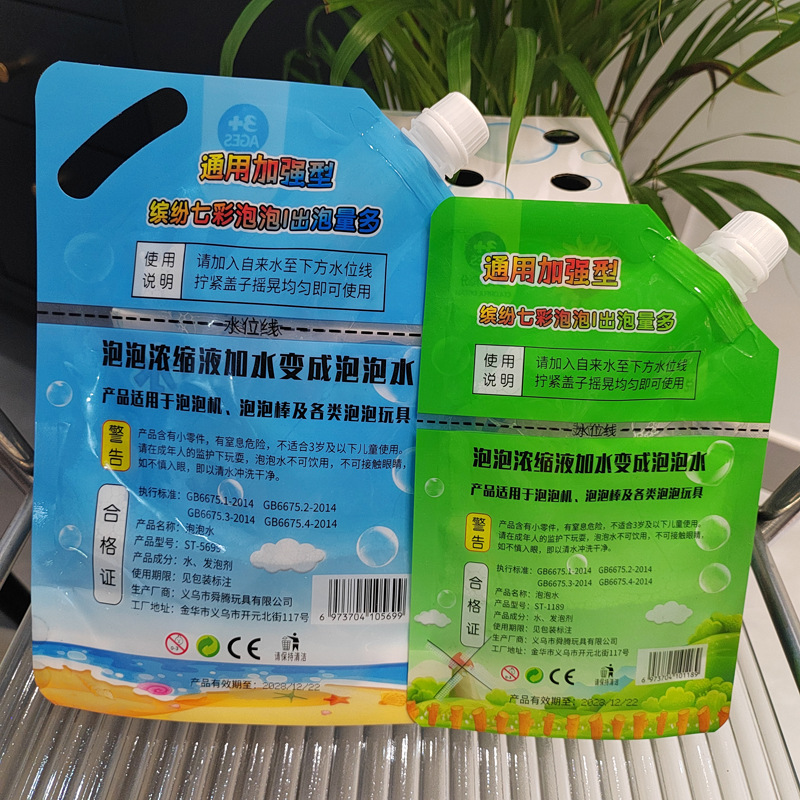 3+
AGES
通用加强型
缤纷七彩泡泡！出泡量多
使用
说明
请加入自来水至下方水位线
拧紧盖子摇晃均匀即可使用
水位线
泡泡浓缩液加水变成泡泡水
产品适用于泡泡机、泡泡棒及各类泡泡玩具
警告
产品含有小零件，有窒息危险，不适合3岁及以下儿童使用。
请在成年人的监护下玩耍，泡泡水不可饮用，不可接触眼睛，
如不慎入眼，即以清水冲洗干净。
合格证
执行标准：GB6675.1-2014 GB6675.2-2014
GB6675.3-2014 GB6675.4-2014
产品名称：泡泡水
产品型号：ST-5699
产品成分：水、发泡剂
使用期限：见包装标注
生产厂商：义乌市舜腾玩具有限公司
工厂地址：金华市义乌市开元北街117号
0-3
CE
请保持清洁
6 973704 105699
产品有效期至：2028/12/22
3+
通用加强型
缤纷七彩泡泡！出泡量多
使用
说明
请加入自来水至下方水位线
拧紧盖子摇晃均匀即可使用
水位线
泡泡浓缩液加水变成泡泡水
产品适用于泡泡机、泡泡棒及各类泡泡玩具
警告
产品含有小零件，有窒息危险，不适合3岁及以下儿童使用。
请在成年人的监护下玩耍，泡泡水不可饮用，不可接触眼睛，
如不慎入眼，即以清水冲洗干净。
合格证
执行标准：GB6675.1-2014 GB6675.2-2014
GB6675.3-2014 GB6675.4-2014
产品名称：泡泡水
产品型号：ST-1189
产品成分：水、发泡剂
使用期限：见包装标注
生产厂商：义乌市舜腾玩具有限公司
工厂地址：金华市义乌市开元北街117号
CE
请保持清洁
6 973704 101189
产品有效期至：2028/12/22